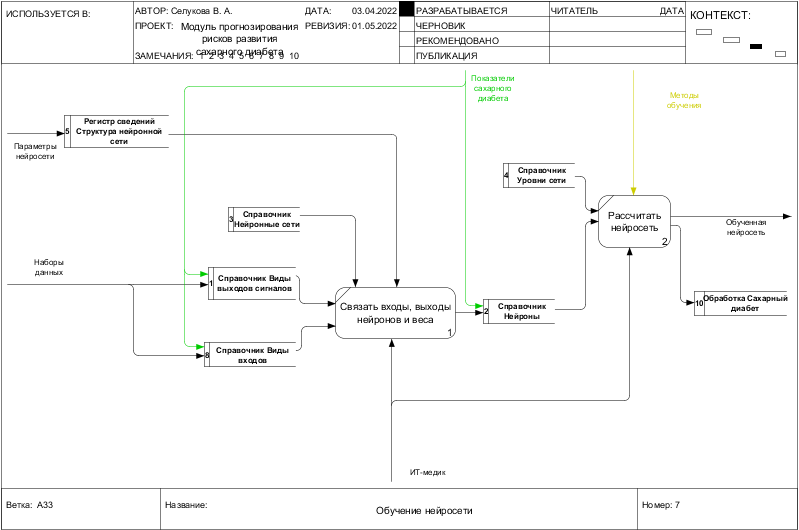 ИСПОЛЬЗУЕТСЯ В:
АВТОР: Селукова В. А.
ДАТА: 03.04.2022
ПРОЕКТ: Модуль прогнозирования
рисков развития
сахарного диабета
РЕВИЗИЯ: 01.05.2022
ЗАМЕЧАНИЯ: 1 2 3 4 5 6 7 8 9 10
РАЗРАБАТЫВАЕТСЯ
ЧЕРНОВИК
РЕКОМЕНДОВАНО
ПУБЛИКАЦИЯ
ЧИТАТЕЛЬ ДАТА
КОНТЕКСТ:
Показатели
сахарного
диабета
Методы
обучения
5
Регистр сведений
Структура нейронной
сети
Параметры
нейросети
4
Справочник
Уровни сети
3
Справочник
Нейронные сети
Рассчитать
нейросеть
2
Обученная
нейросеть
Наборы
данных
1
Справочник Виды
выходов сигналов
Связать входы, выходы
нейронов и веса
1
2
Справочник
Нейроны
10
Обработка Сахарный
диабет
8
Справочник Виды
входов
ИТ-медик
Ветка: А33
Название:
Обучение нейросети
Номер: 7